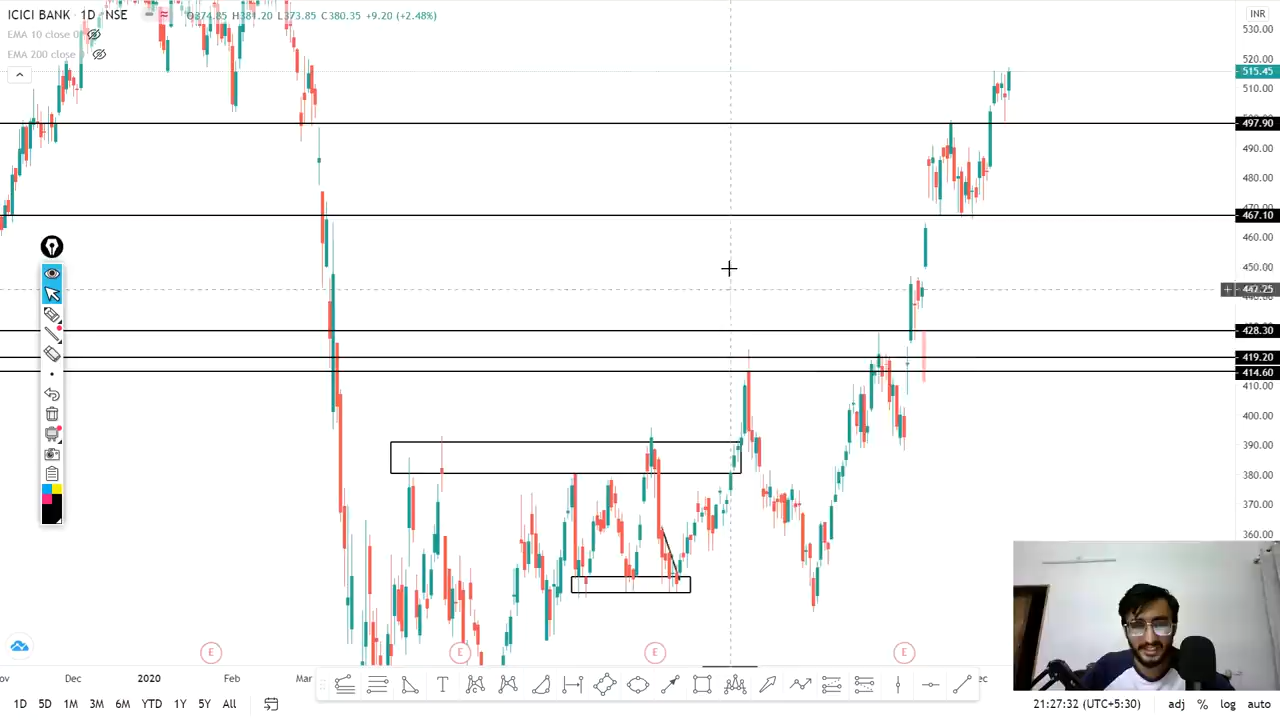 ICICI BANK · 1D · NSE
O374.85 H381.20 L373.85 C380.35 +9.20 (+2.48%)
EMA 10 close 0
EMA 200 close
INR
530.00
520.00
515.45
510.00
497.90
490.00
480.00
467.10
460.00
450.00
442.25
428.30
419.20
414.60
410.00
400.00
390.00
380.00
370.00
360.00
E
E
E
E
Dec
2020
Feb
Mar
T
1D
5D
1M
3M
6M
YTD
1Y
5Y
All
21:27:32 (UTC+5:30)
adj
%
log
auto